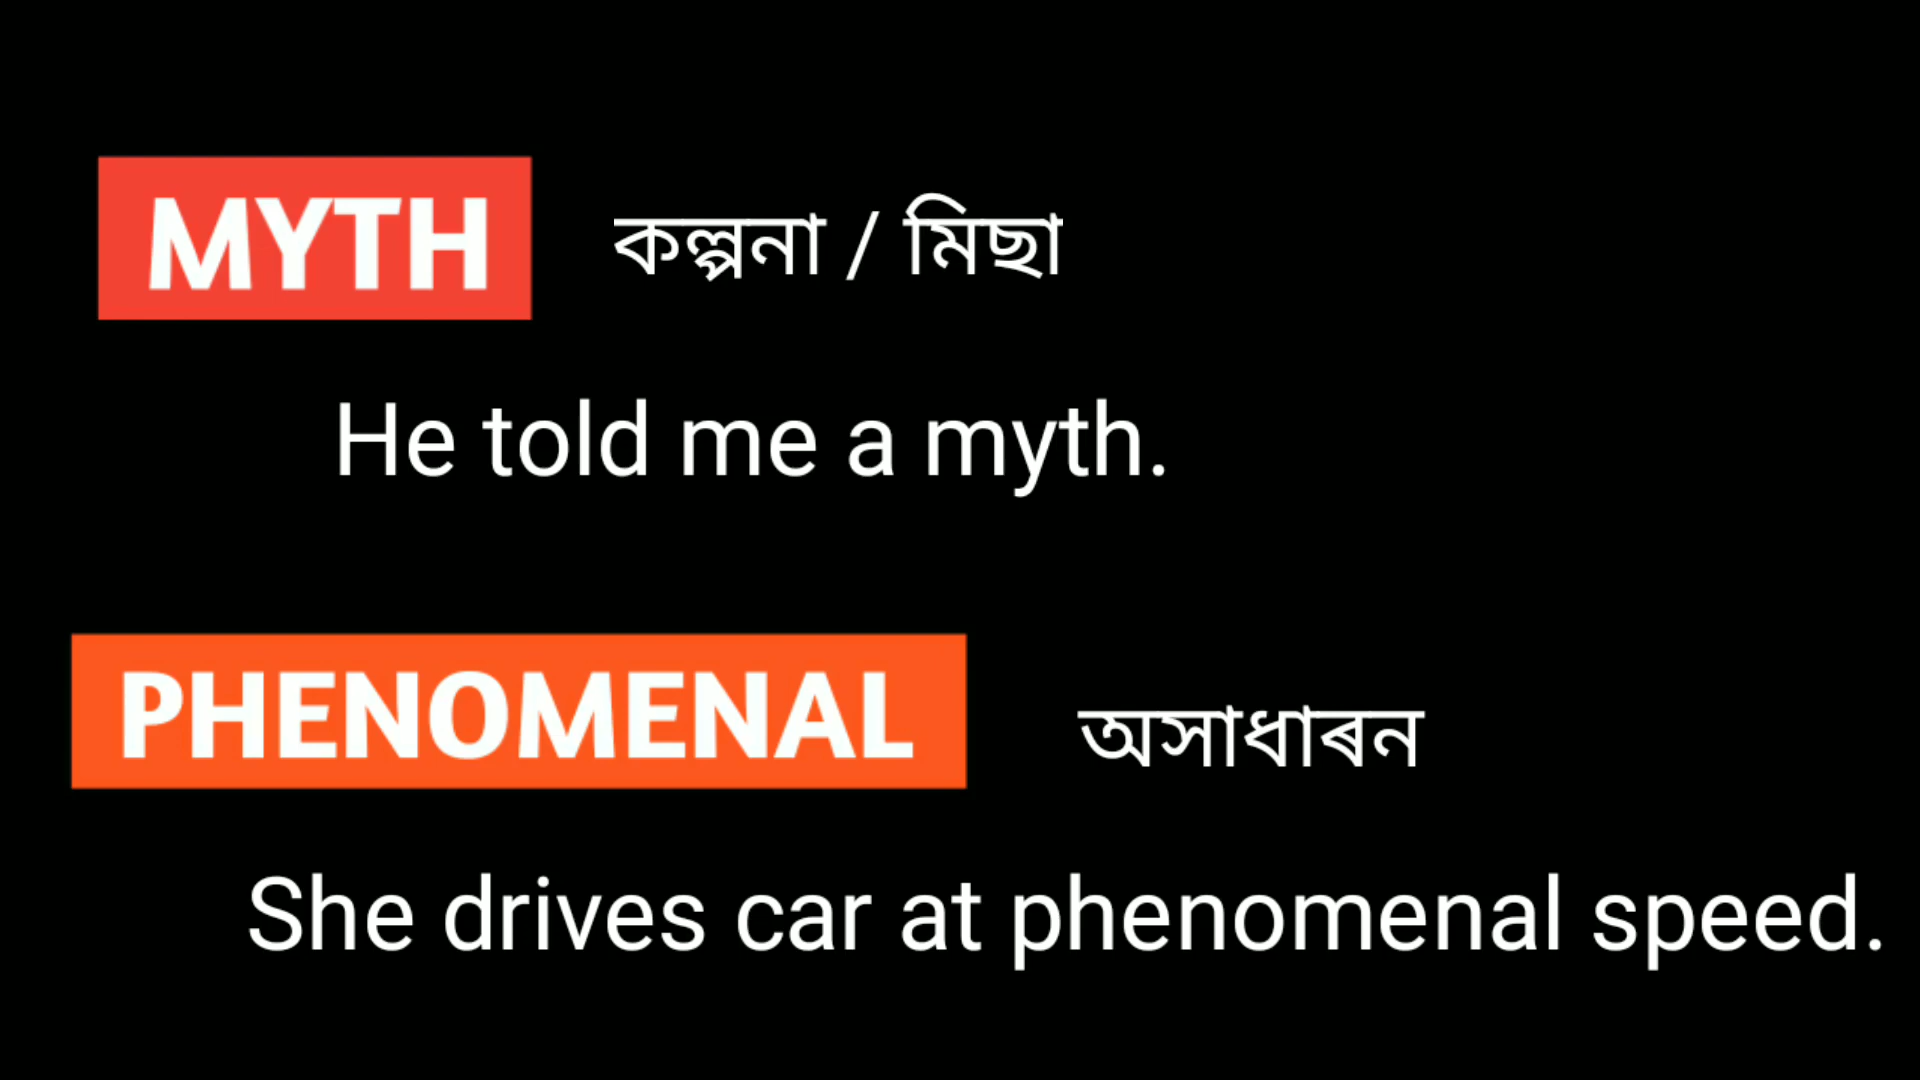 MYTH কল্পনা / মিছা
He told me a myth.
PHENOMENAL অসাধাৰন
She drives car at phenomenal speed.